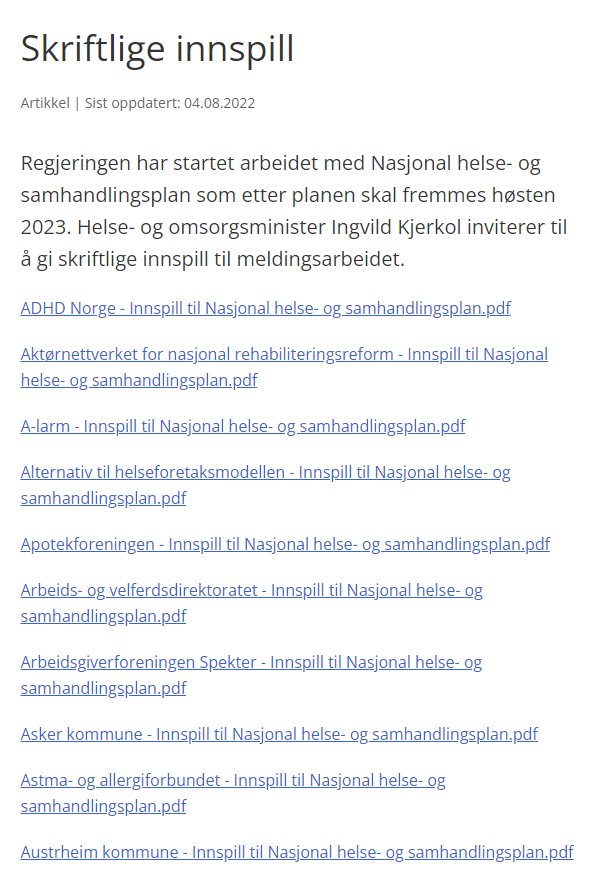 Skriftlige innspill
Artikkel | Sist oppdatert: 04.08.2022
Regjeringen har startet arbeidet med Nasjonal helse- og
samhandlingsplan som etter planen skal fremmes høsten
2023. Helse- og omsorgsminister Ingvild Kjerkol inviterer til
å gi skriftlige innspill til meldingsarbeidet.
ADHD Norge - Innspill til Nasjonal helse- og samhandlingsplan.pdf
Aktørnettverket for nasjonal rehabiliteringsreform - Innspill til Nasjonal
helse- og samhandlingsplan.pdf
A-larm - Innspill til Nasjonal helse- og samhandlingsplan.pdf
Alternativ til helseforetaksmodellen - Innspill til Nasjonal helse- og
samhandlingsplan.pdf
Apotekforeningen - Innspill til Nasjonal helse- og samhandlingsplan.pdf
Arbeids- og velferdsdirektoratet - Innspill til Nasjonal helse- og
samhandlingsplan.pdf
Arbeidsgiverforeningen Spekter - Innspill til Nasjonal helse- og
samhandlingsplan.pdf
Asker kommune - Innspill til Nasjonal helse- og samhandlingsplan.pdf
Astma- og allergiforbundet - Innspill til Nasjonal helse- og
samhandlingsplan.pdf
Austrheim kommune - Innspill til Nasjonal helse- og samhandlingsplan.pdf